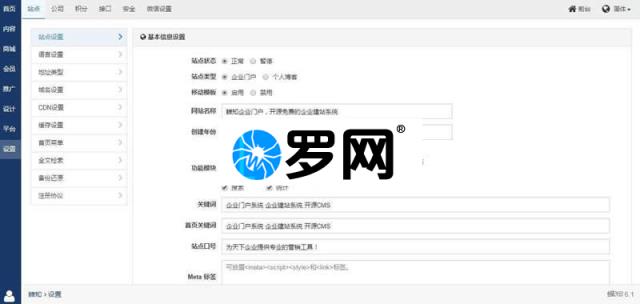 首页 站点 公司 积分 接口 安全 微信设置 前台 简体
内容
商城
会员
推广
设计
平台
设置
站点设置
语言设置
地址类型
域名设置
CDN设置
缓存设置
首页菜单
全文检索
备份还原
注册协议
基本信息设置
站点状态 正常 暂停
站点类型 企业门户 个人博客
移动模板 启用 禁用
网站名称 企业门户,开源免费的企业建站系统
创建年份
罗网®
功能模块
搜索 统计
关键词 企业门户系统 企业建站系统 开源CMS
首页关键词 企业门户系统 企业建站系统 开源CMS
站点口号 为天下企业提供专业的营销工具!
Meta 标签 可放置<meta><script><style>和<link>标签。
> 设置
6.1